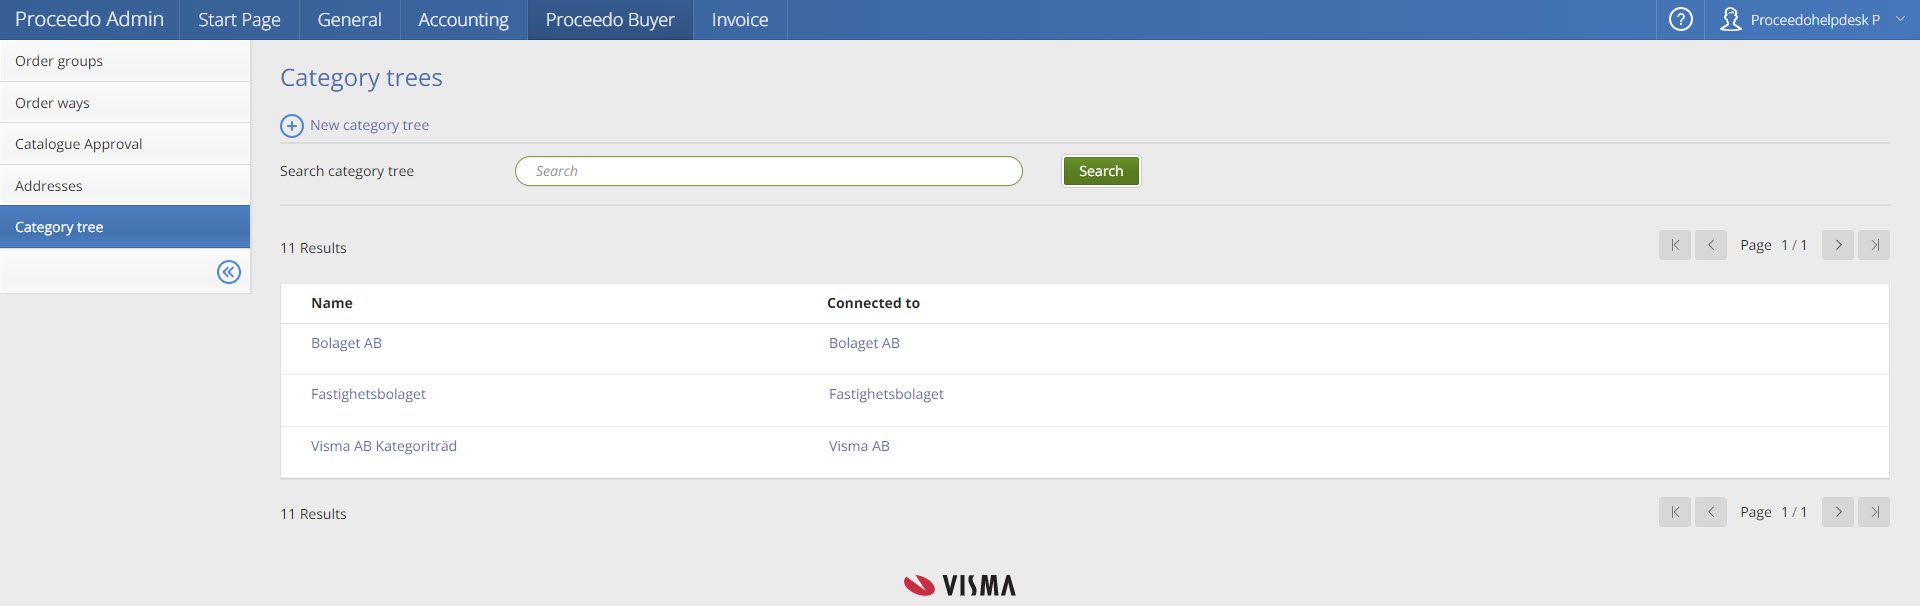 Proceedo Admin Start Page General Accounting Proceedo Buyer Invoice ? Proceedohelpdesk P
Order groups
Order ways
Catalogue Approval
Addresses
Category tree
Category trees
New category tree
Search category tree Search Search
11 Results Page 1 / 1
Name Connected to
Bolaget AB Bolaget AB
Fastighetsbolaget Fastighetsbolaget
Visma AB Kategoriträd Visma AB
11 Results Page 1 / 1
VISMA